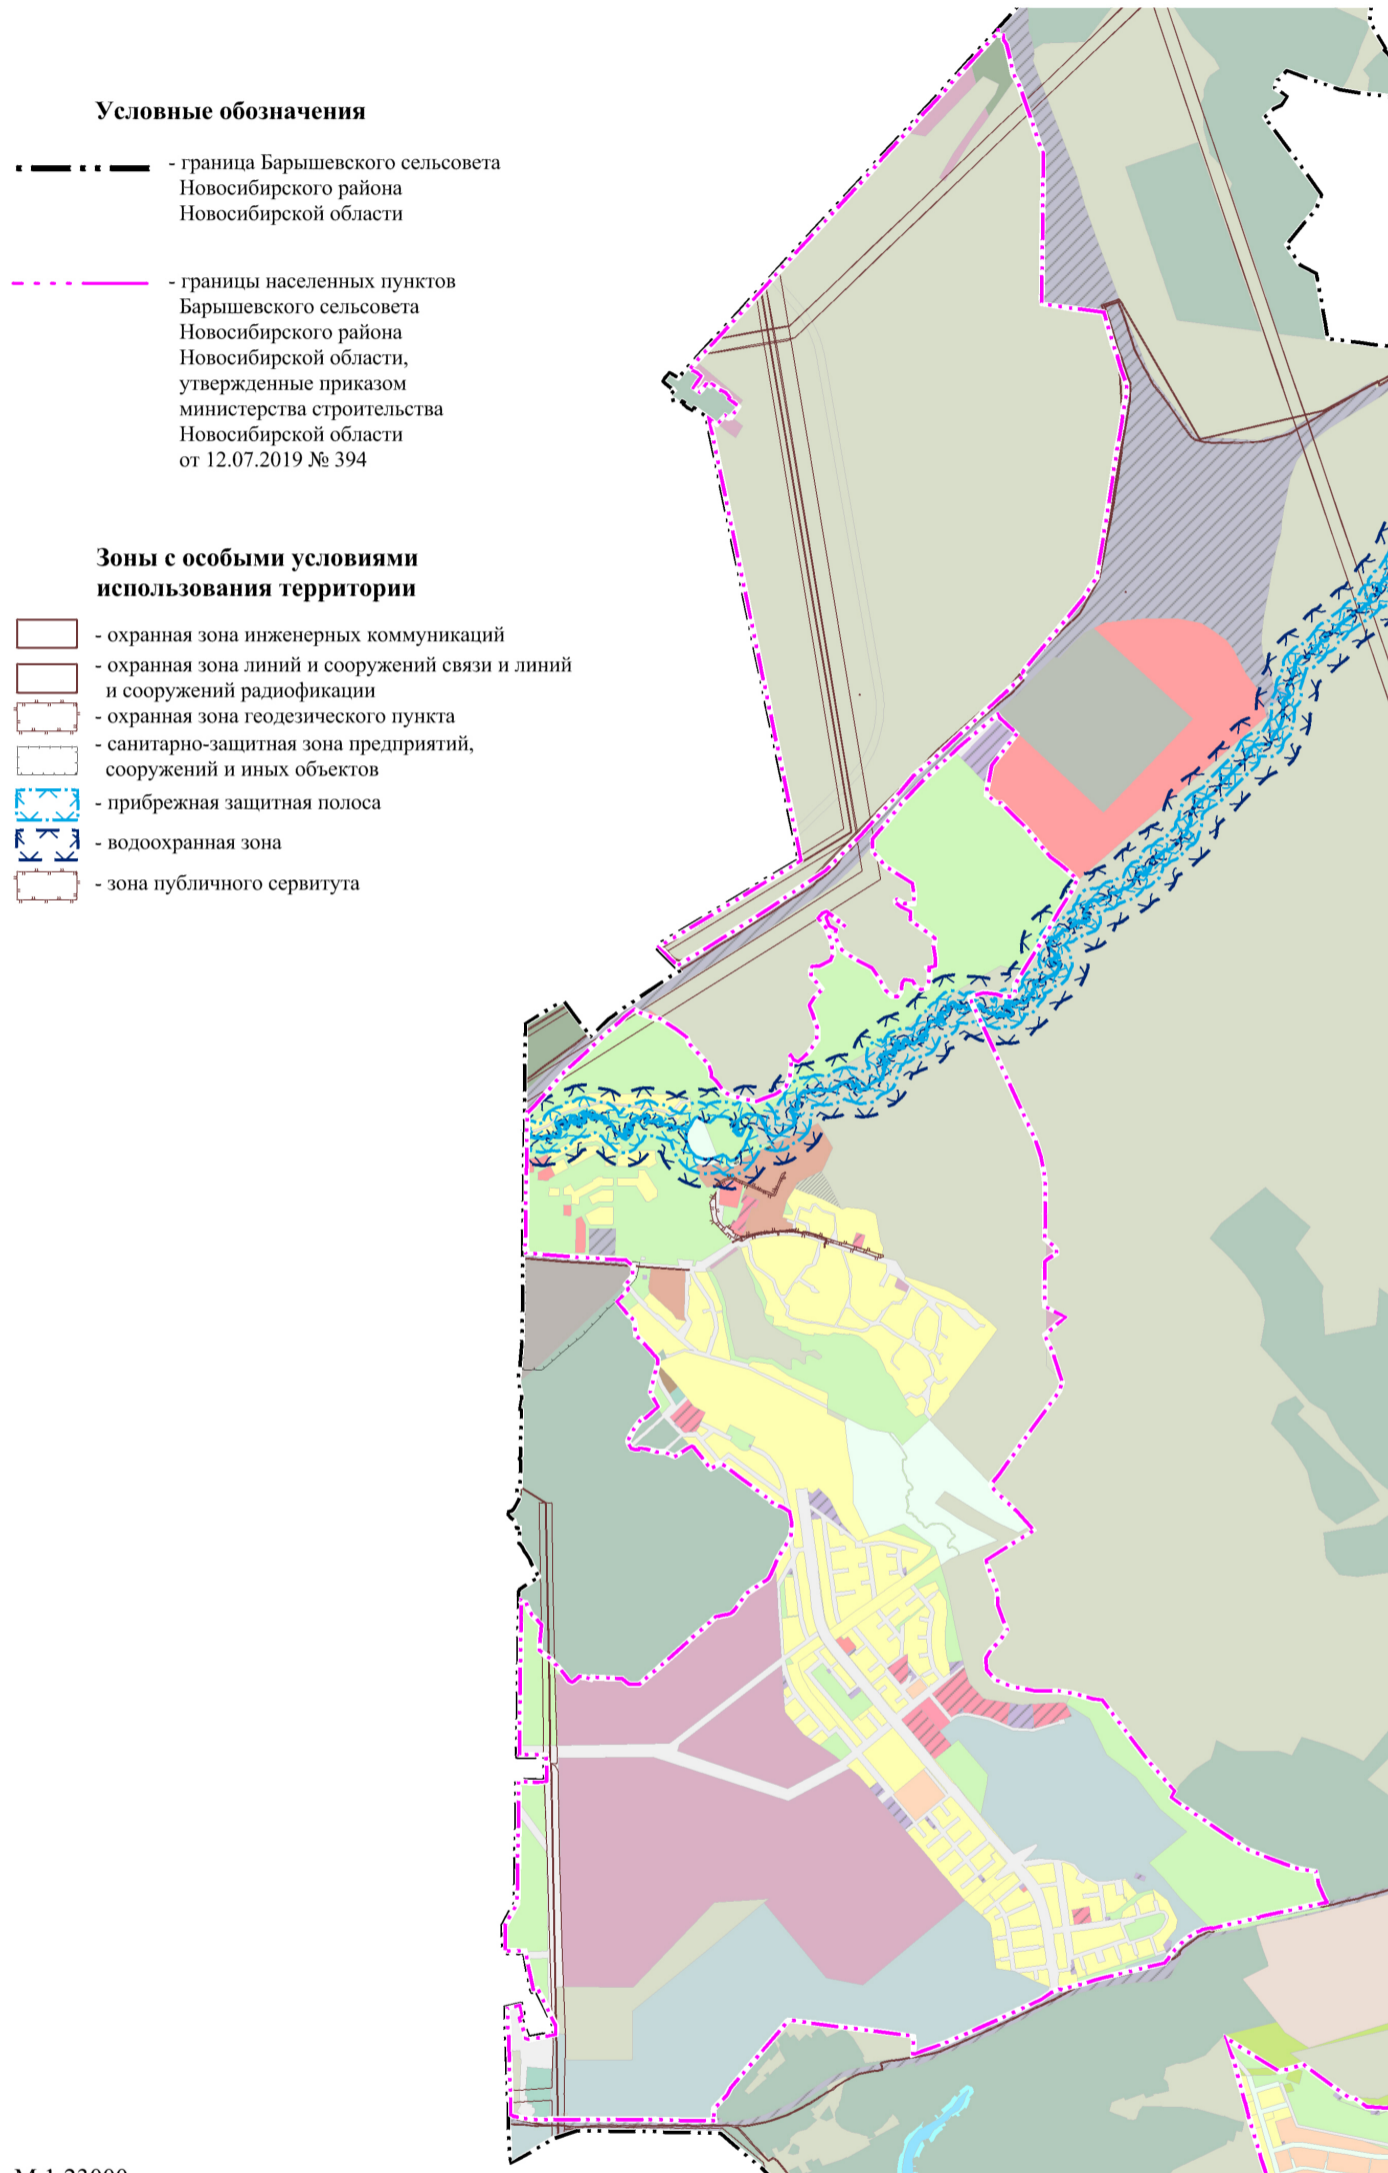 Условные обозначения
- граница Барышевского сельсовета
Новосибирского района
Новосибирской области
- границы населенных пунктов
Барышевского сельсовета
Новосибирского района
Новосибирской области,
утвержденные приказом
министерства строительства
Новосибирской области
от 12.07.2019 № 394
Зоны с особыми условиями
использования территории
- охранная зона инженерных коммуникаций
- охранная зона линий и сооружений связи и линий
и сооружений радиофикации
- охранная зона геодезического пункта
- санитарно-защитная зона предприятий,
сооружений и иных объектов
- прибрежная защитная полоса
- водоохранная зона
- зона публичного сервитута
М 1:23000